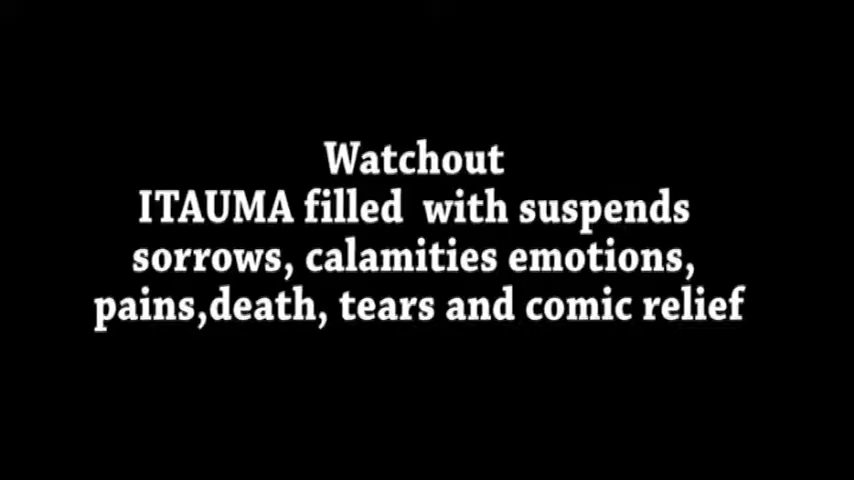 Watchout
ITAUMA filled  with suspends
sorrows, calamities emotions,
pains,death, tears and comic relief